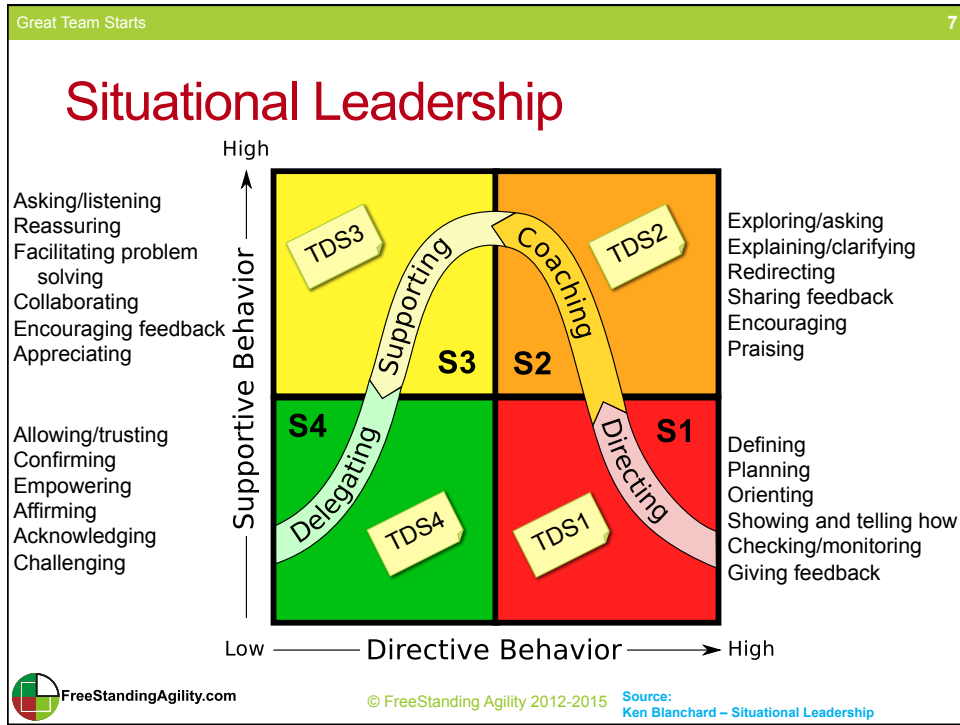 Great Team Starts
7
Situational Leadership
High
Asking/listening
Reassuring
Facilitating problem
solving
Collaborating
Encouraging feedback
Appreciating
Allowing/trusting
Confirming
Empowering
Affirming
Acknowledging
Challenging
Supportive Behavior
TDS3
Supporting
S3
TDS2
Coaching
S2
S4
Delegating
TDS4
S1
Directing
TDS1
Exploring/asking
Explaining/clarifying
Redirecting
Sharing feedback
Encouraging
Praising
Defining
Planning
Orienting
Showing and telling how
Checking/monitoring
Giving feedback
Low
Directive Behavior
High
FreeStandingAgility.com
© FreeStanding Agility 2012-2015
Source:
Ken Blanchard – Situational Leadership